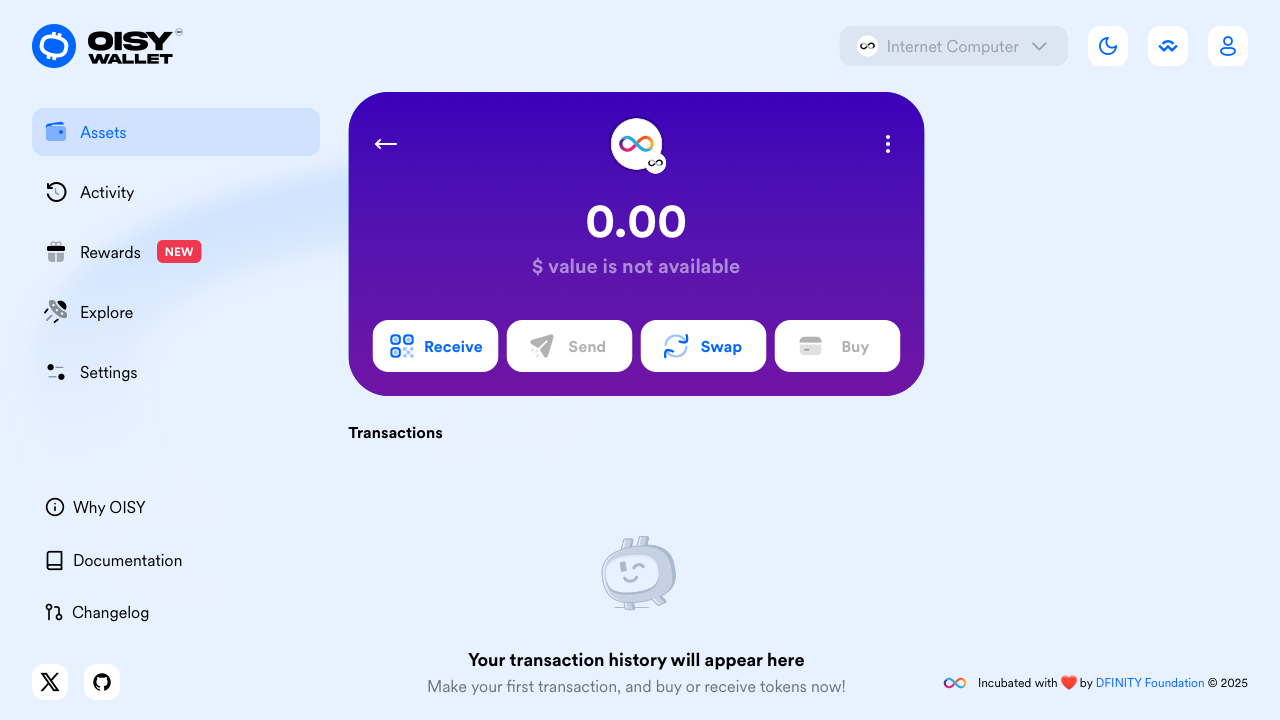 OISY
WALLET
Internet Computer
Assets
Activity
Rewards NEW
Explore
Settings
Why OISY
Documentation
Changelog
0.00
$ value is not available
Receive
Send
Swap
Buy
Transactions
Your transaction history will appear here
Make your first transaction, and buy or receive tokens now!
Incubated with ❤️ by DFINITY Foundation © 2025